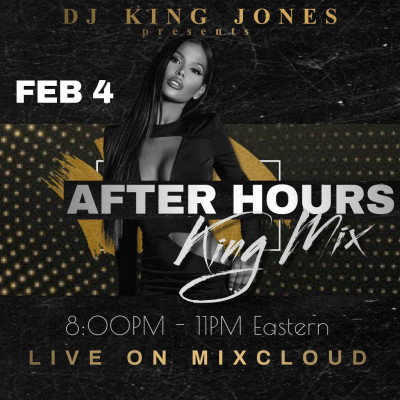 DJ KING JONES
presents
FEB 4
AFTER HOURS
King Mix
8:00PM - 11PM Eastern
LIVE ON MIXCLOUD